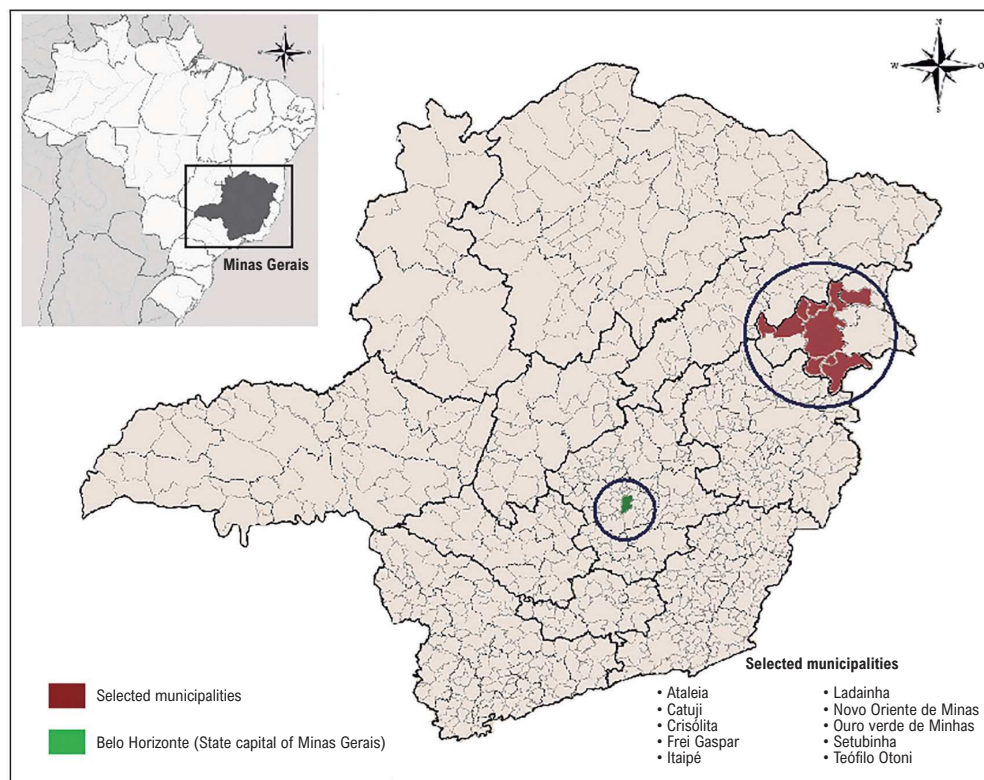 N
W
O
S
Minas Gerais
Selected municipalities
Belo Horizonte (State capital of Minas Gerais)
Selected municipalities
• Ataleia
• Catuji
• Crisólita
• Frei Gaspar
• Itaipé
• Ladainha
• Novo Oriente de Minas
• Ouro verde de Minhas
• Setubinha
• Teófilo Otoni